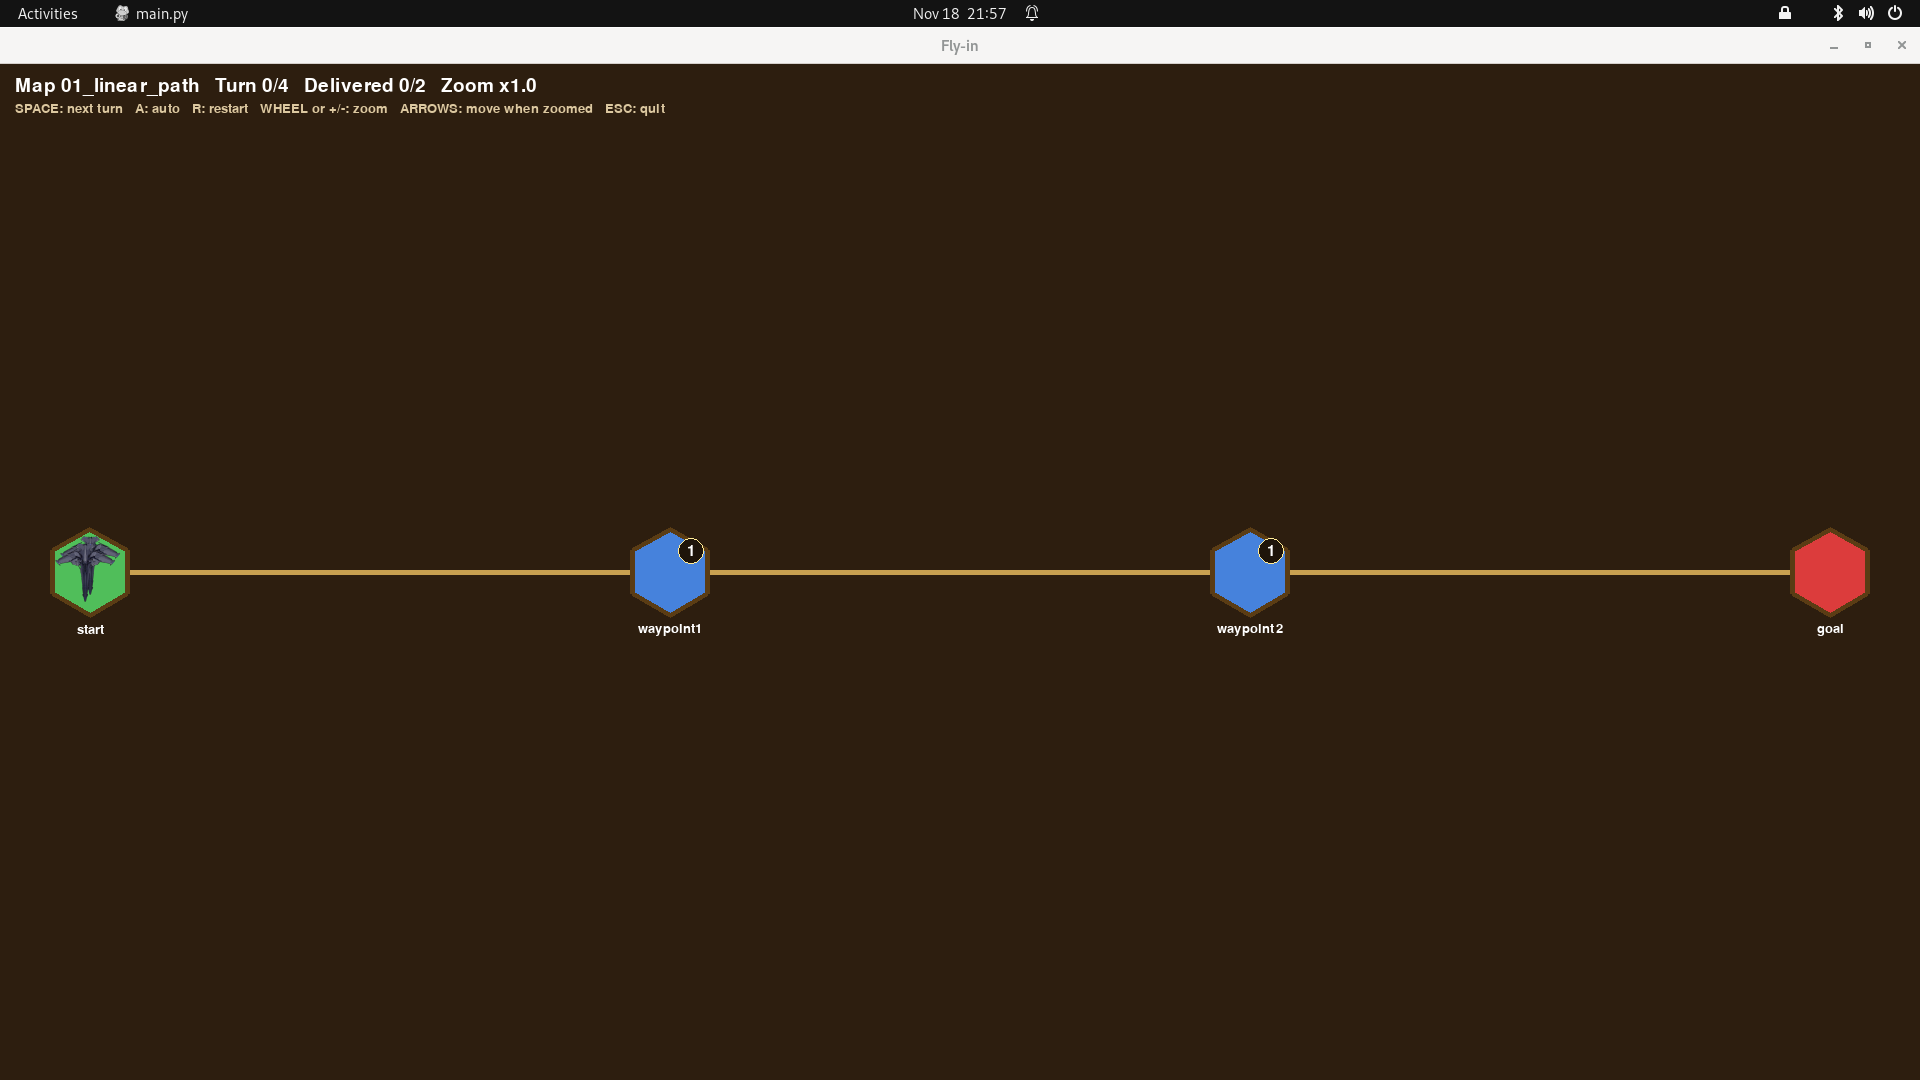 Activities main.py Nov 18 21:57
Fly-in
Map 01_linear_path Turn 0/4 Delivered 0/2 Zoom x1.0
SPACE: next turn A: auto R: restart WHEEL or +/-: zoom ARROWS: move when zoomed ESC: quit
1 1
start waypoint1 waypoint2 goal